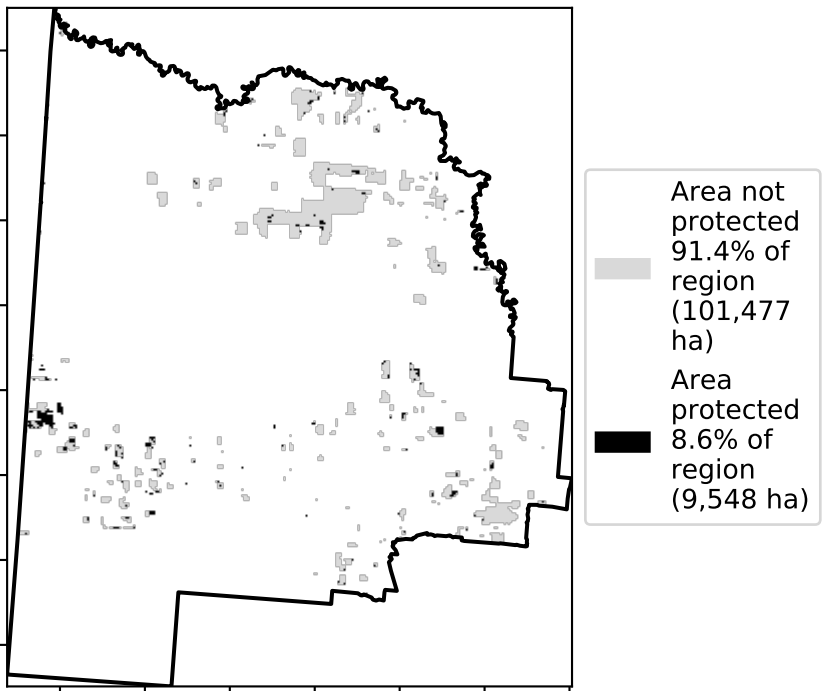 Area not
protected
91.4% of
region
(101,477
ha)
Area
protected
8.6% of
region
(9,548 ha)